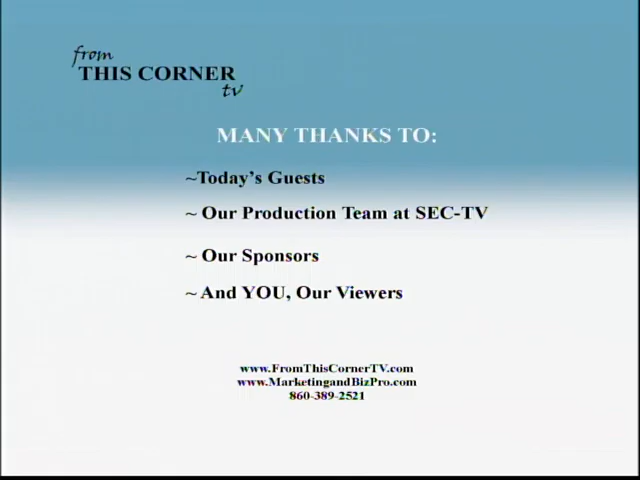 from
THIS CORNER
tv
MANY THANKS TO:
~Today's Guests
~ Our Production Team at SEC-TV
~ Our Sponsors
~ And YOU, Our Viewers
www.FromThisCornerTV.com
www.MarketingandBizPro.com
860-389-2521